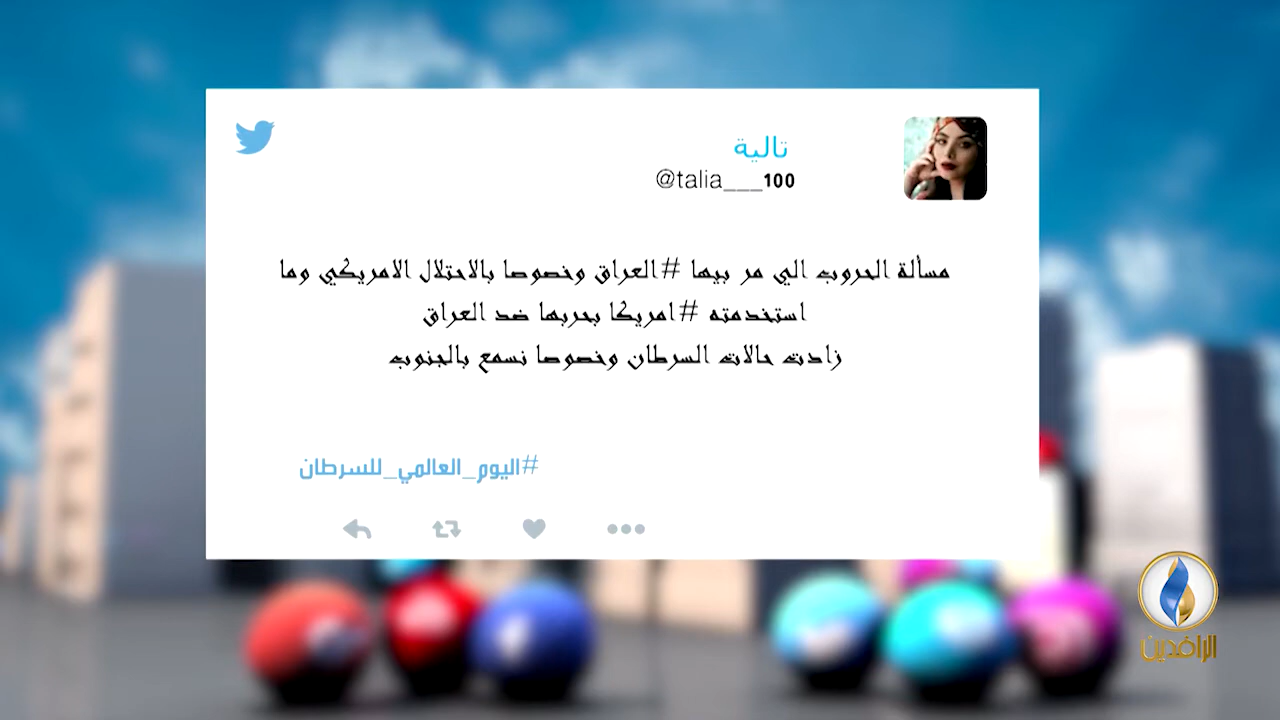 تالية
@talia___100
مسألة الحروب الي مر بيها #العراق وخصوصا بالاحتلال الامريكي وما
استخدمته #امريكا بحربها ضد العراق
زادت حالات السرطان وخصوصا نسمع بالجنوب
#اليوم_العالمي_للسرطان
الرافدين